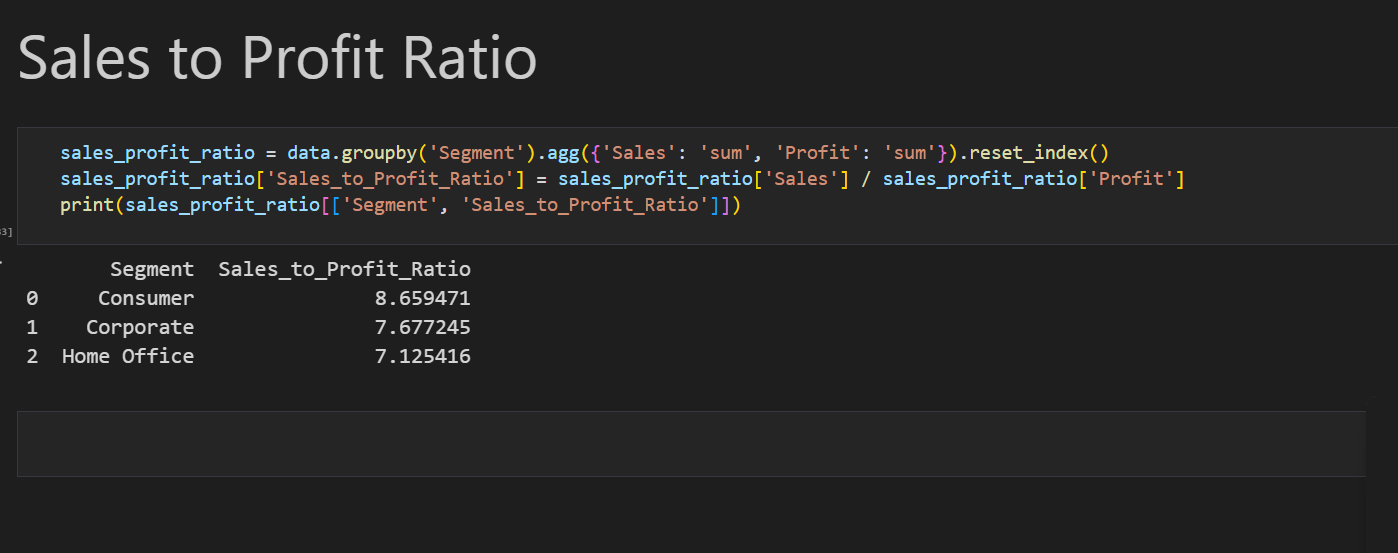 Sales to Profit Ratio
sales_profit_ratio = data.groupby('Segment').agg({'Sales': 'sum', 'Profit': 'sum'}).reset_index()
sales_profit_ratio['Sales_to_Profit_Ratio'] = sales_profit_ratio['Sales'] / sales_profit_ratio['Profit']
print(sales_profit_ratio[['Segment', 'Sales_to_Profit_Ratio']])
3]
Segment Sales_to_Profit_Ratio
0 Consumer 8.659471
1 Corporate 7.677245
2 Home Office 7.125416